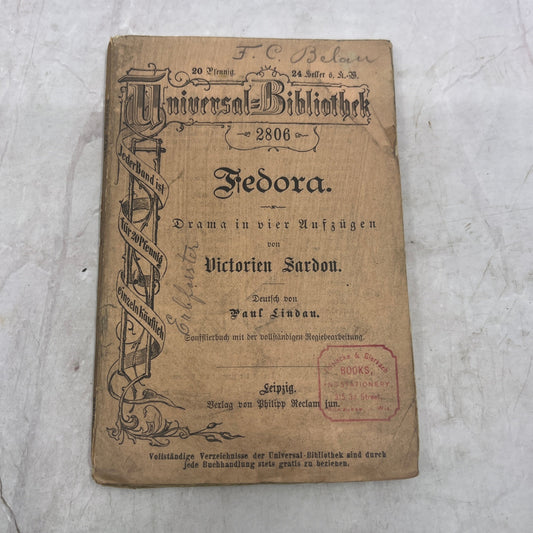 F. C. Belau
20 Pfennig. 24 Heller ö. K.-W.
Universal-Bibliothek
2806
Jeder Band ist
für 20 Pfennig
einzeln käuflich
Fedora.
Drama in vier Aufzügen
von
Victorien Sardou.
Deutsch von
Paul Lindau.
Soufflierbuch mit der vollständigen Regiebearbeitung.
Leipzig.
Verlag von Philipp Reclam jun.
BOOKS,
STATIONERY
Street,
Vollständige Verzeichnisse der Universal-Bibliothek sind durch
jede Buchhandlung stets gratis zu beziehen.